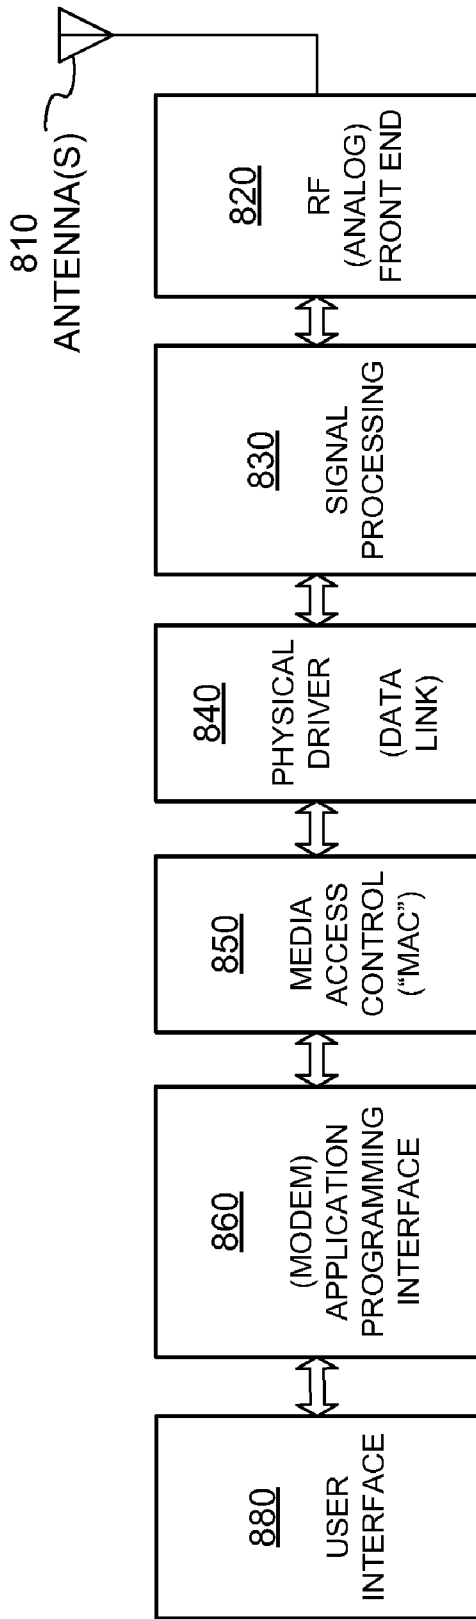 810
ANTENNA(S)
880
USER
INTERFACE
860
(MODEM)
APPLICATION
PROGRAMMING
INTERFACE
850
MEDIA
ACCESS
CONTROL
(“MAC”)
840
PHYSICAL
DRIVER
(DATA
LINK)
830
SIGNAL
PROCESSING
820
RF
(ANALOG)
FRONT END